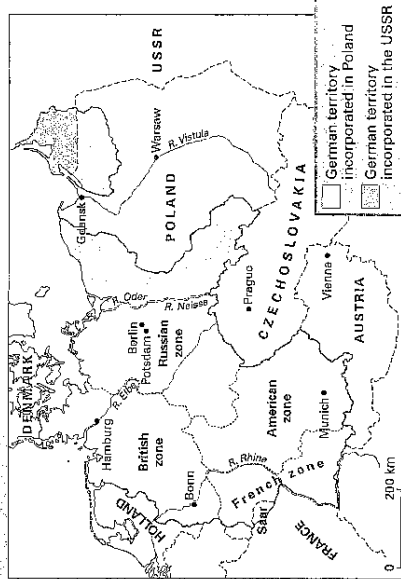 DENMARK
USSR
Gdansk
Hamburg
R. Elbe
Oder
Berlin
Potsdam
Russian
zone
R. Neisse
POLAND
Warsaw
R. Vistula
HOLLAND
British
zone
Bonn
R. Rhine
Prague
CZECHOSLOVAKIA
American
zone
French zone
Saar
FRANCE
Munich
Vienna
AUSTRIA
0 200 km
German territory
incorporated in Poland
German territory
incorporated in the USSR